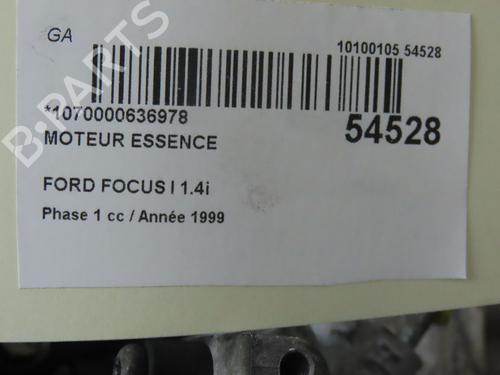 GA
10100105 54528
*1070000636978
54528
MOTEUR ESSENCE
FORD FOCUS I 1.4i
Phase 1 cc / Année 1999
B-PARTS